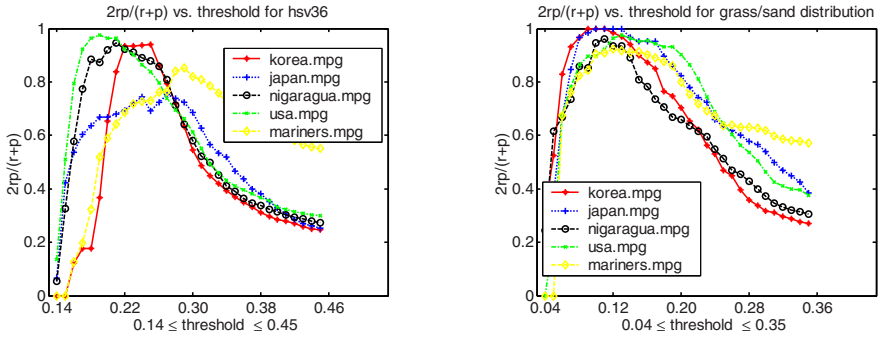 2rp/(r+p) vs. threshold for hsv36
2rp/(r+p)
1
0.8
0.6
0.4
0.2
0
korea.mpg
japan.mpg
nigaragua.mpg
usa.mpg
mariners.mpg
0.14 0.22 0.30 0.38 0.46
0.14 ≤ threshold ≤ 0.45
2rp/(r+p) vs. threshold for grass/sand distribution
2rp/(r+p)
1
0.8
0.6
0.4
0.2
0
korea.mpg
japan.mpg
nigaragua.mpg
usa.mpg
mariners.mpg
0.04 0.12 0.20 0.28 0.36
0.04 ≤ threshold ≤ 0.35